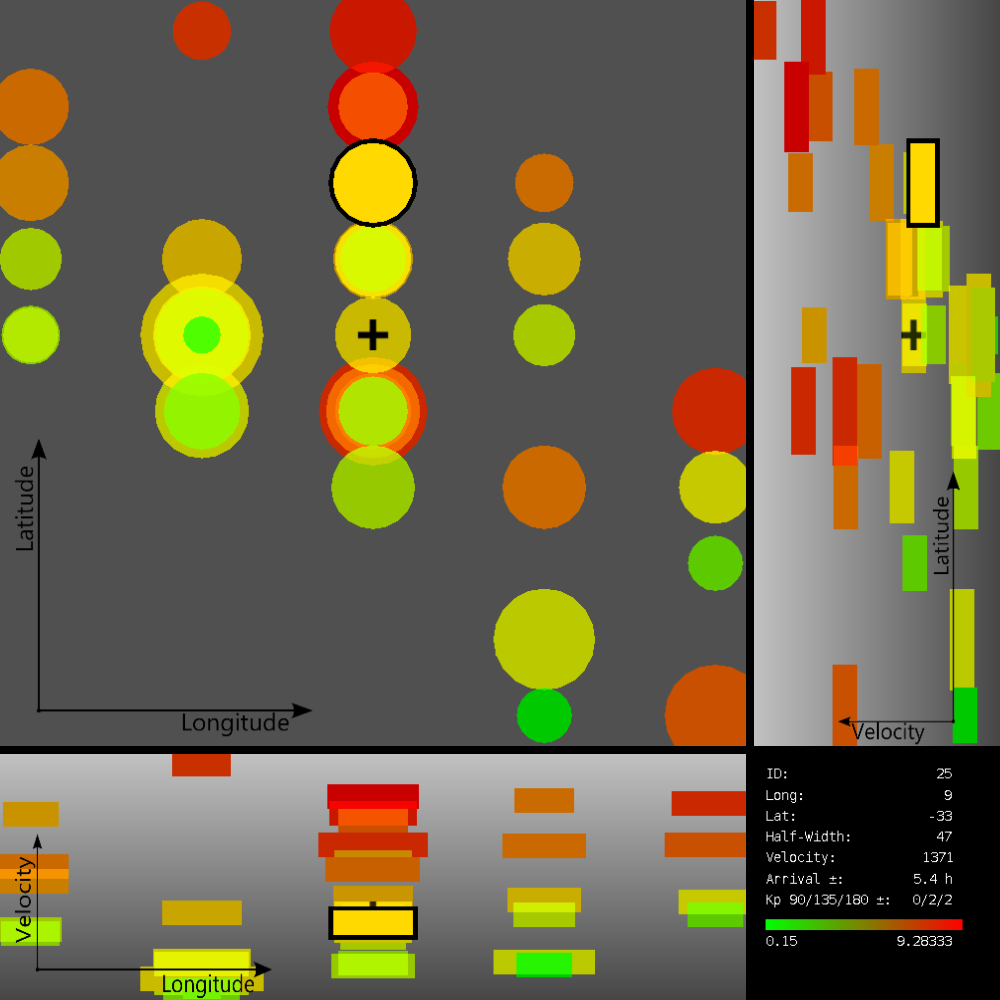 Latitude
Longitude
Latitude
Velocity
Velocity
Longitude
ID: 25
Long: 9
Lat: -33
Half-Width: 47
Velocity: 1371
Arrival ±: 5.4 h
Kp 90/135/180 ±: 0/2/2
0.15 9.28333